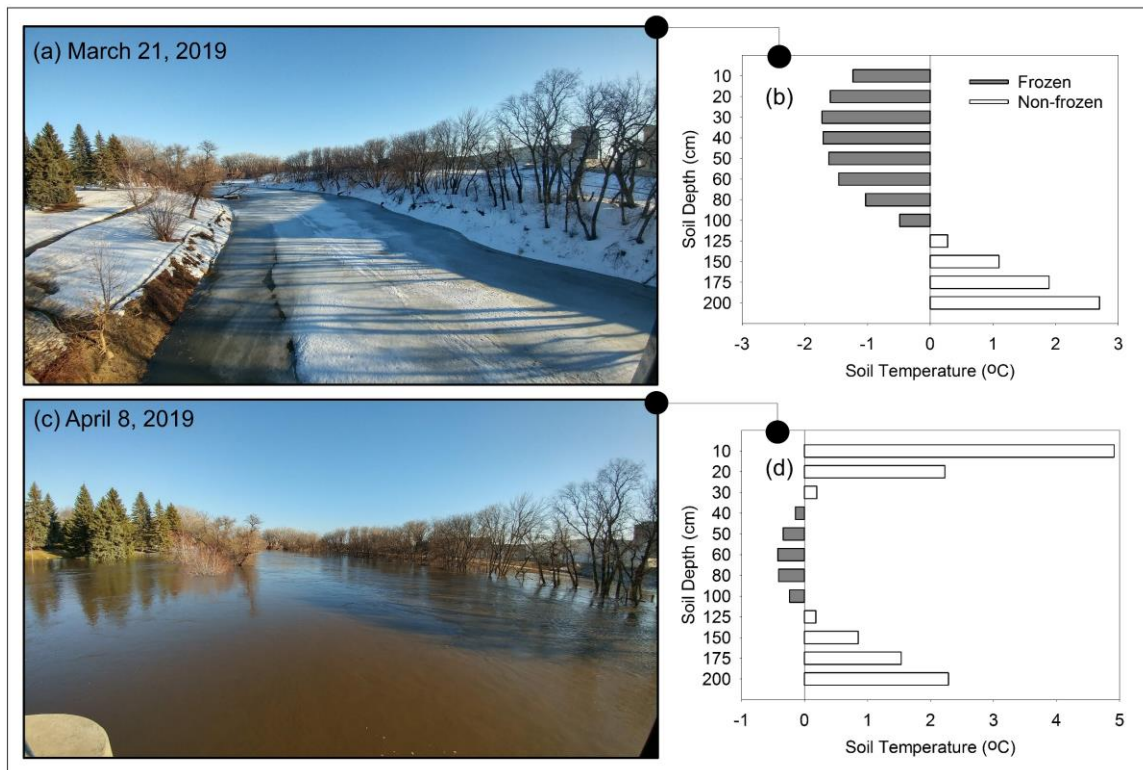 (a) March 21, 2019
(b)
Frozen
Non-frozen
Soil Depth (cm)
10
20
30
40
50
60
80
100
125
150
175
200
-3 -2 -1 0 1 2 3
Soil Temperature (ºC)
(c) April 8, 2019
(d)
Soil Depth (cm)
10
20
30
40
50
60
80
100
125
150
175
200
-1 0 1 2 3 4 5
Soil Temperature (ºC)